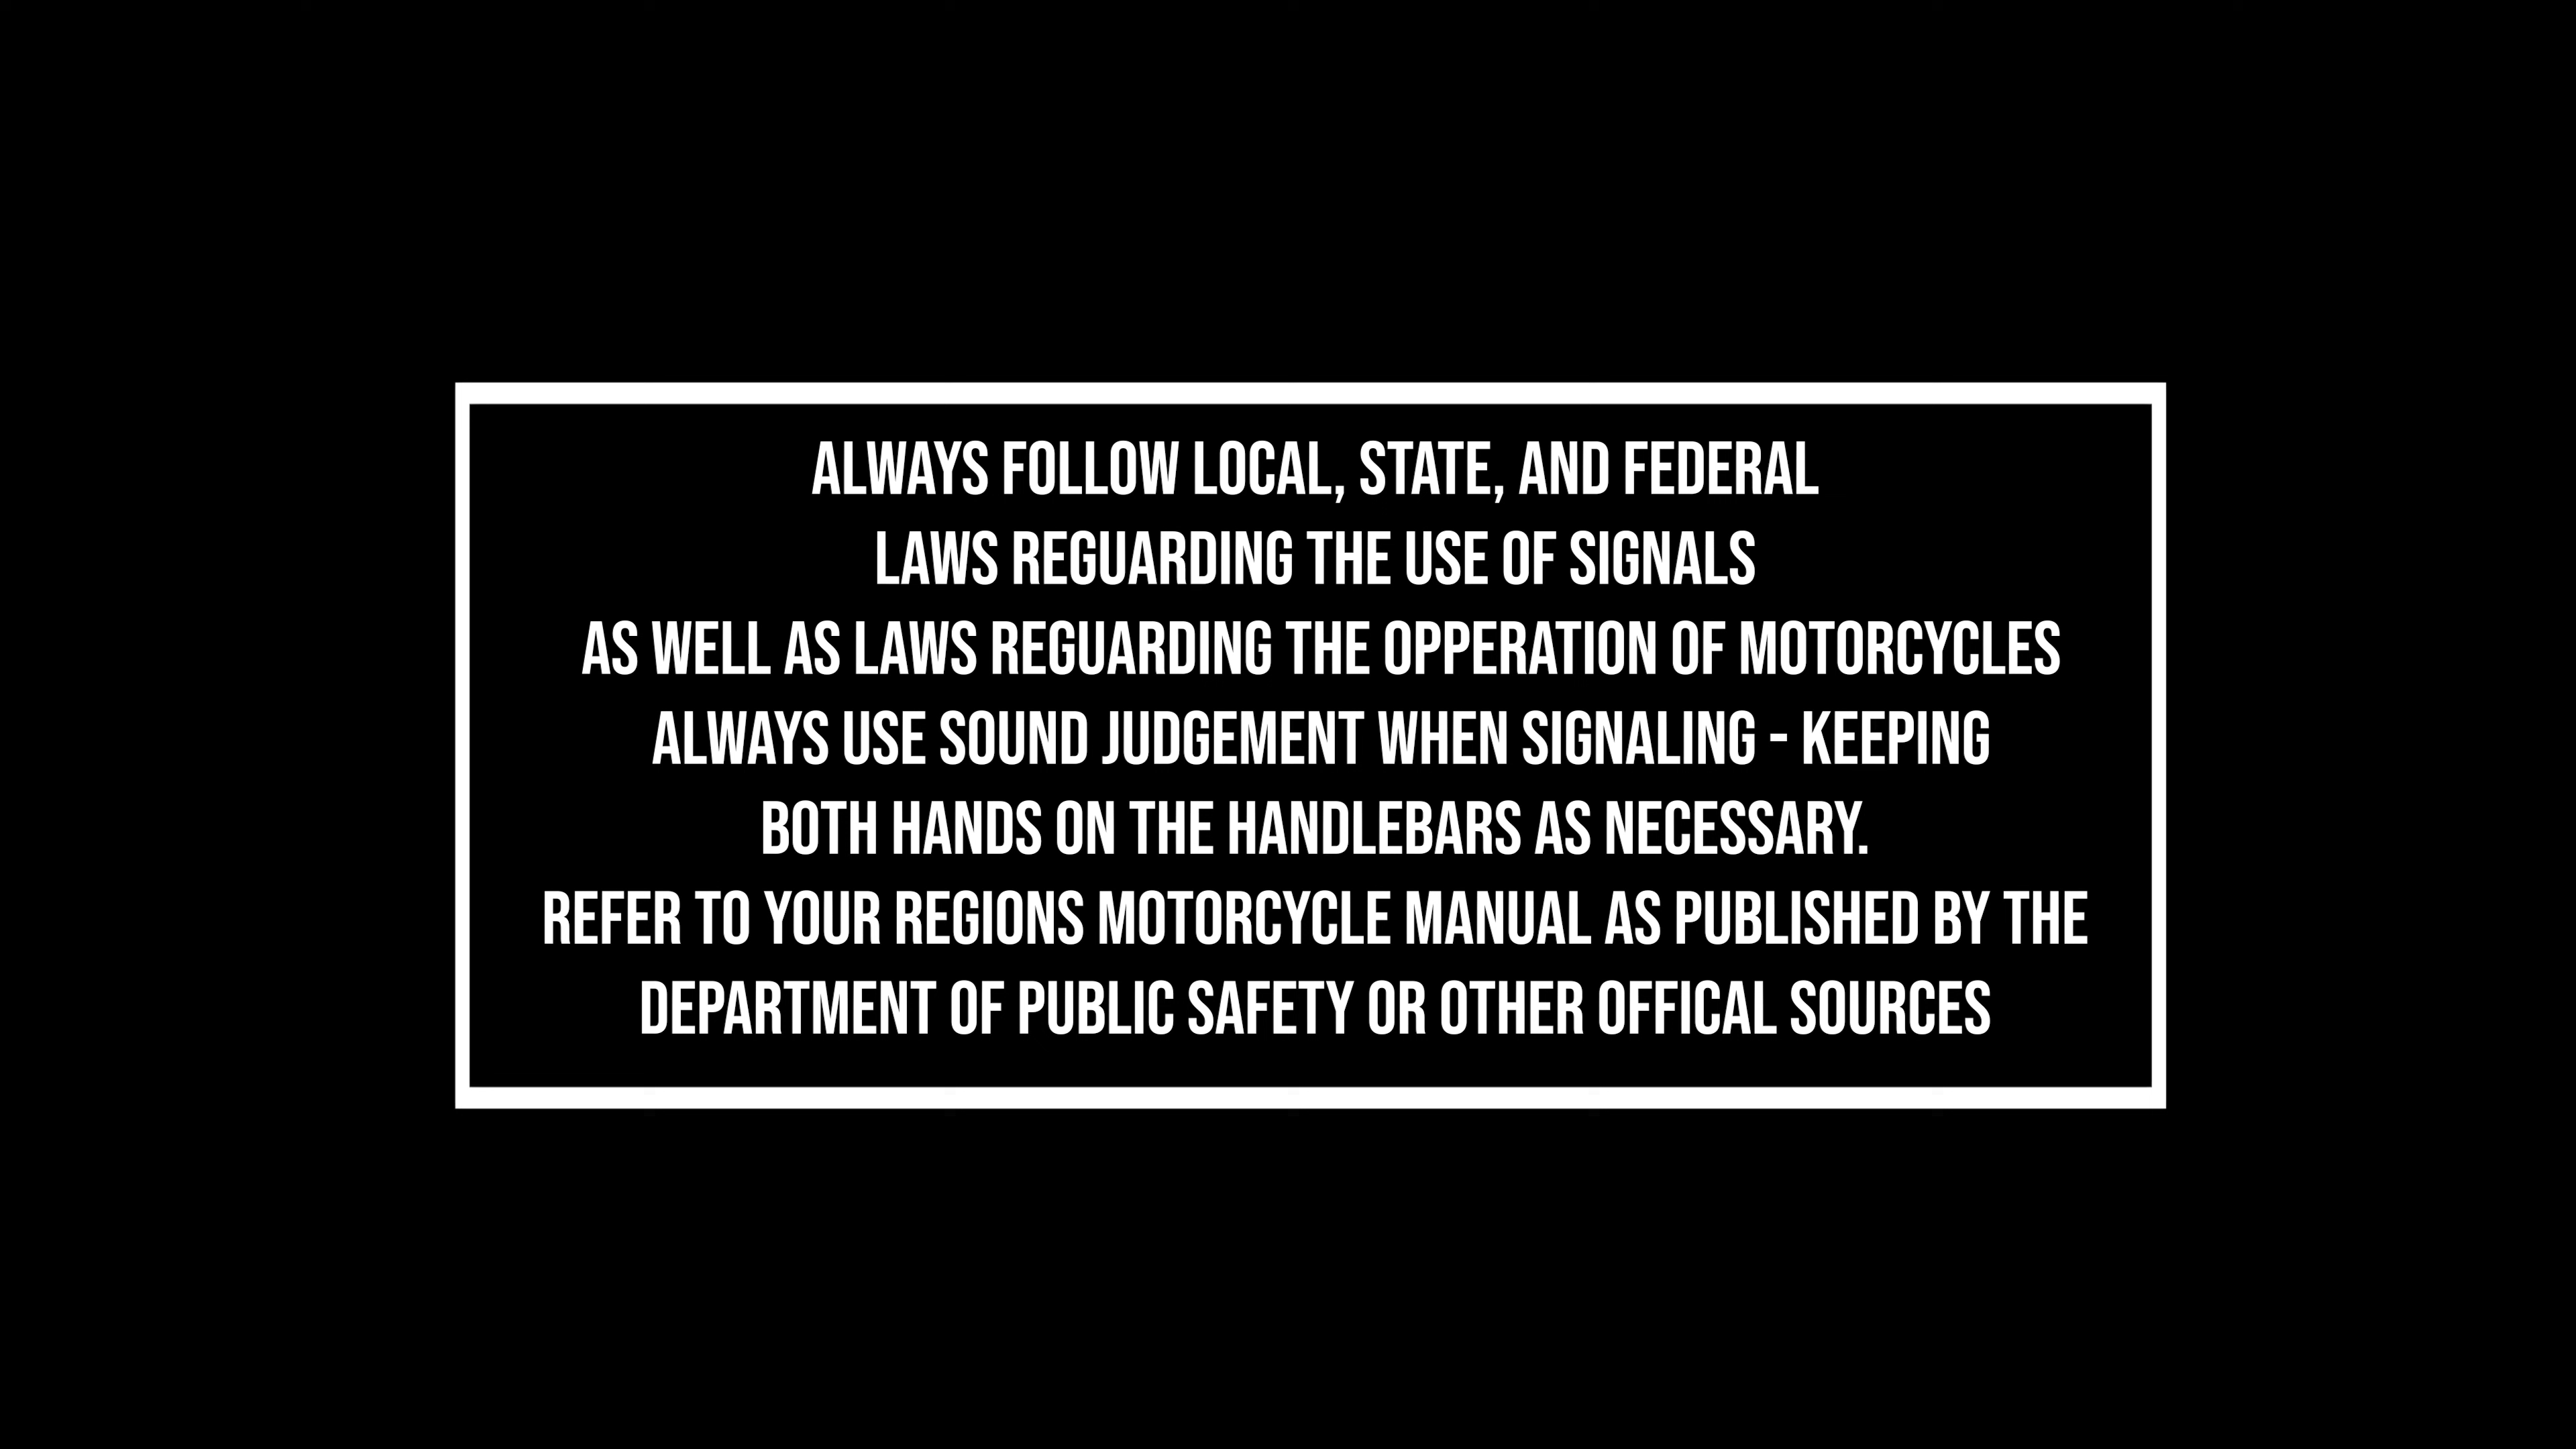 ALWAYS FOLLOW LOCAL, STATE, AND FEDERAL
LAWS REGUARDING THE USE OF SIGNALS
AS WELL AS LAWS REGUARDING THE OPPERATION OF MOTORCYCLES
ALWAYS USE SOUND JUDGEMENT WHEN SIGNALING - KEEPING
BOTH HANDS ON THE HANDLEBARS AS NECESSARY.
REFER TO YOUR REGIONS MOTORCYCLE MANUAL AS PUBLISHED BY THE
DEPARTMENT OF PUBLIC SAFETY OR OTHER OFFICAL SOURCES